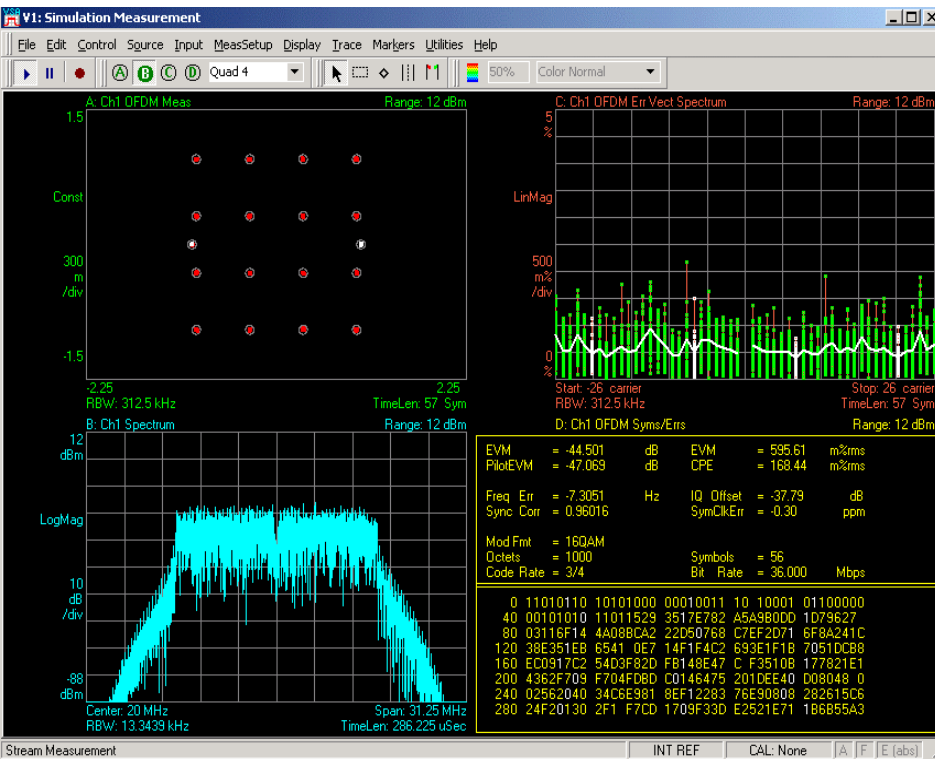 V1: Simulation Measurement
File Edit Control Source Input MeasSetup Display Trace Markers Utilities Help
A B C D Quad 4 50% Color Normal
A: Ch1 OFDM Meas Range: 12 dBm
1.5
Const
300
m
/div
-1.5
-2.25 2.25
RBW: 312.5 kHz TimeLen: 57 Sym
C: Ch1 OFDM Err Vect Spectrum Range: 12 dBm
5
%
LinMag
500
m%
/div
0
%
Start: -26 carrier Stop: 26 carrier
RBW: 312.5 kHz TimeLen: 57 Sym
B: Ch1 Spectrum Range: 12 dBm
12
dBm
LogMag
10
dB
/div
-88
dBm
Center: 20 MHz Span: 31.25 MHz
RBW: 13.3439 kHz TimeLen: 286.225 uSec
D: Ch1 OFDM Syms/Errs Range: 12 dBm
EVM = -44.501 dB EVM = 595.61 m%rms
PilotEVM = -47.069 dB CPE = 168.44 m%rms
Freq Err = -7.3051 Hz IQ Offset = -37.79 dB
Sync Corr = 0.96016 SymClkErr = -0.30 ppm
Mod Fmt = 16QAM
Octets = 1000 Symbols = 56
Code Rate = 3/4 Bit Rate = 36.000 Mbps
0 11010110 10101000 00010011 10 10001 01100000
40 00101010 11011529 3517E782 A5A9B0DD 1D79627
80 03116F14 4A08BCA2 22D50768 C7EF2D71 6F8A241C
120 38E351EB 6541 0E7 14F1F4C2 693E1F1B 7051DCB8
160 EC0917C2 54D3F82D FB148E47 C F3510B 177821E1
200 4362F709 F704FDBD C0146475 201DEE40 D08048 0
240 02562040 34C6E981 8EF12283 76E90808 282615C6
280 24F20130 2F1 F7CD 1709F33D E2521E71 1B6B55A3
Stream Measurement INT REF CAL: None A F E (abs)